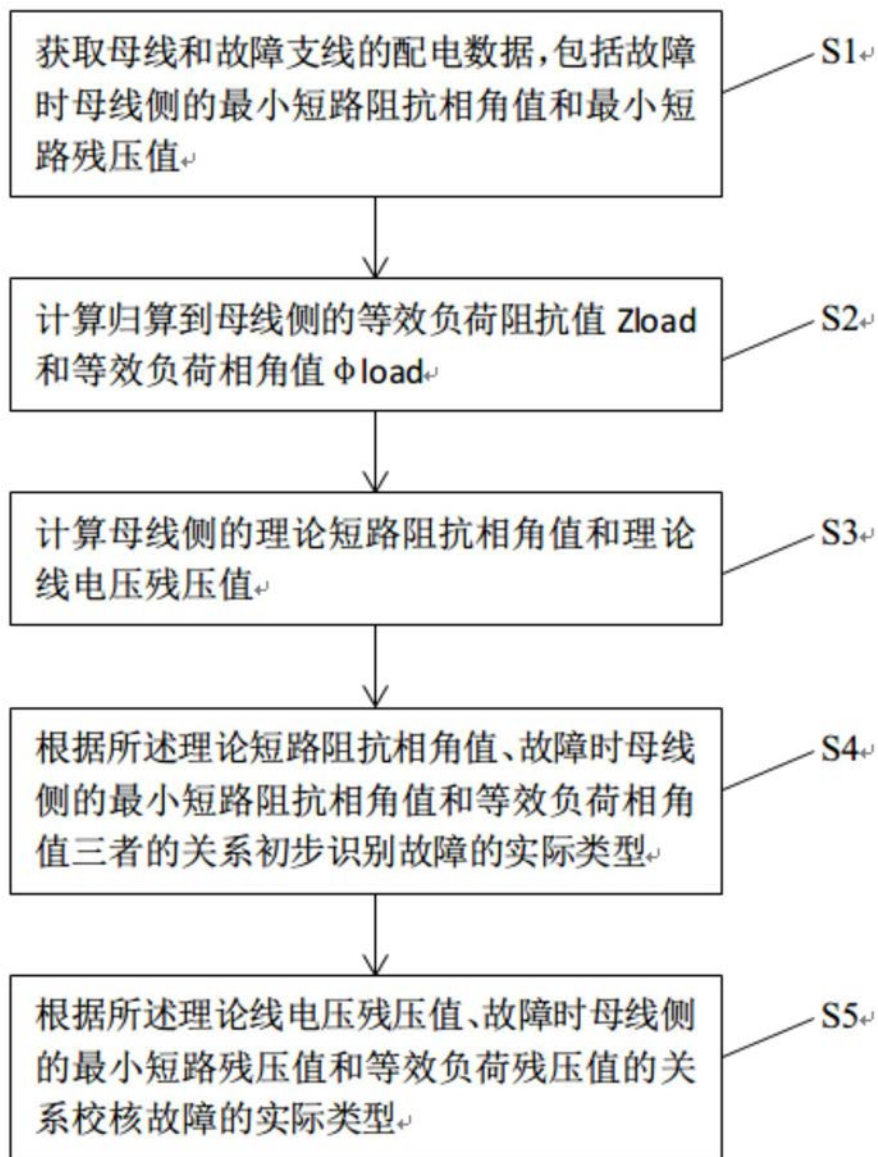 获取母线和故障支线的配电数据，包括故障
时母线侧的最小短路阻抗相角值和最小短
路残压值↵
S1↵
计算归算到母线侧的等效负荷阻抗值 Zload
和等效负荷相角值φload↵
S2↵
计算母线侧的理论短路阻抗相角值和理论
线电压残压值↵
S3↵
根据所述理论短路阻抗相角值、故障时母线
侧的最小短路阻抗相角值和等效负荷相角
值三者的关系初步识别故障的实际类型↵
S4↵
根据所述理论线电压残压值、故障时母线侧
的最小短路残压值和等效负荷残压值的关
系校核故障的实际类型↵
S5↵